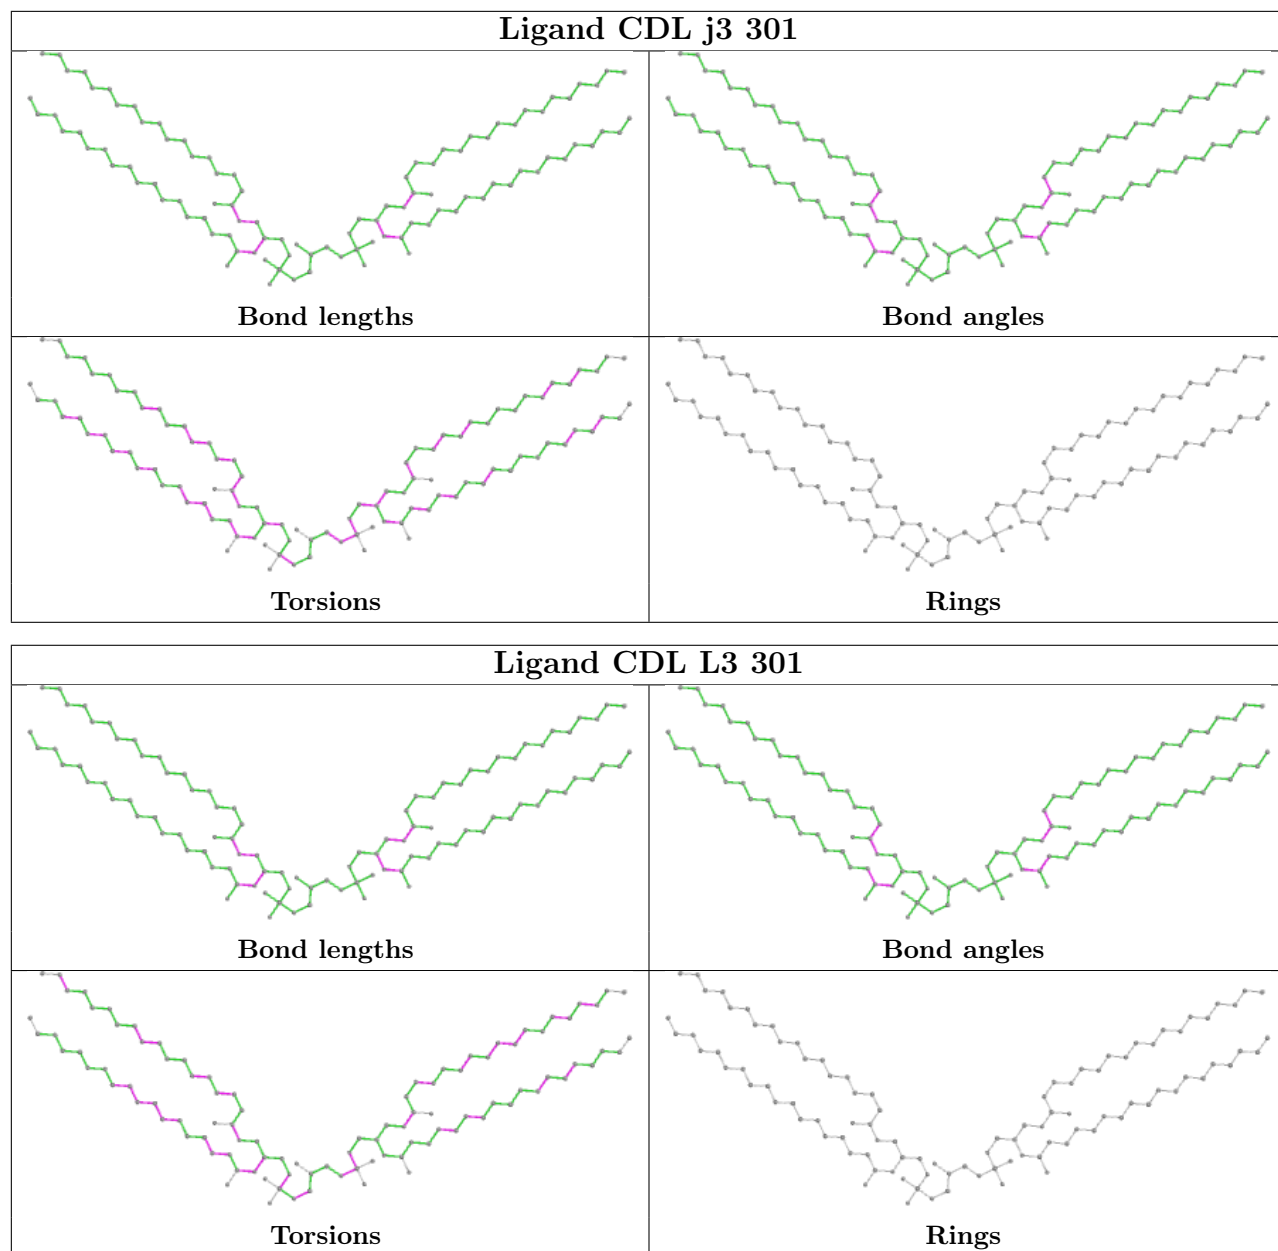 Ligand CDL j3 301
Bond lengths
Bond angles
Torsions
Rings
Ligand CDL L3 301
Bond lengths
Bond angles
Torsions
Rings